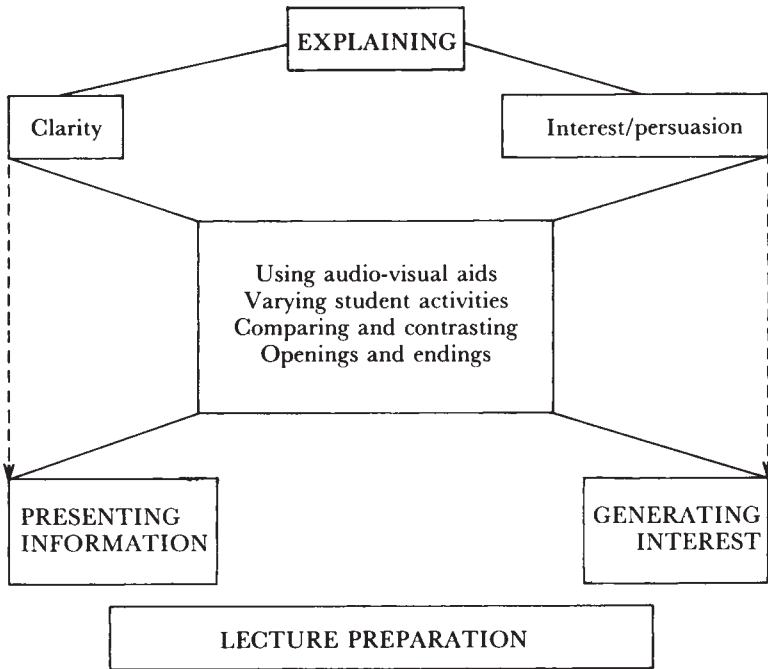 EXPLAINING
Clarity
Interest/persuasion
Using audio-visual aids
Varying student activities
Comparing and contrasting
Openings and endings
PRESENTING
INFORMATION
GENERATING
INTEREST
LECTURE PREPARATION